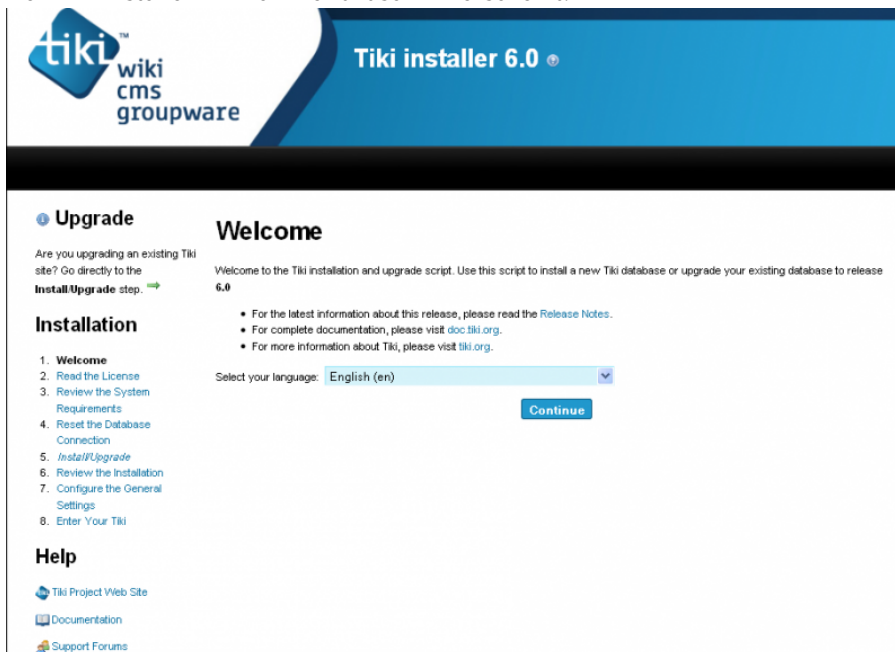 tiki™
wiki
cms
groupware
Tiki installer 6.0
Upgrade
Are you upgrading an existing Tiki
site? Go directly to the
Install/Upgrade step.
Installation
1. Welcome
2. Read the License
3. Review the System
Requirements
4. Reset the Database
Connection
5. Install/Upgrade
6. Review the Installation
7. Configure the General
Settings
8. Enter Your Tiki
Help
Tiki Project Web Site
Documentation
Support Forums
Welcome
Welcome to the Tiki installation and upgrade script. Use this script to install a new Tiki database or upgrade your existing database to release
6.0
• For the latest information about this release, please read the Release Notes.
• For complete documentation, please visit doc.tiki.org.
• For more information about Tiki, please visit tiki.org.
Select your language: English (en)
Continue